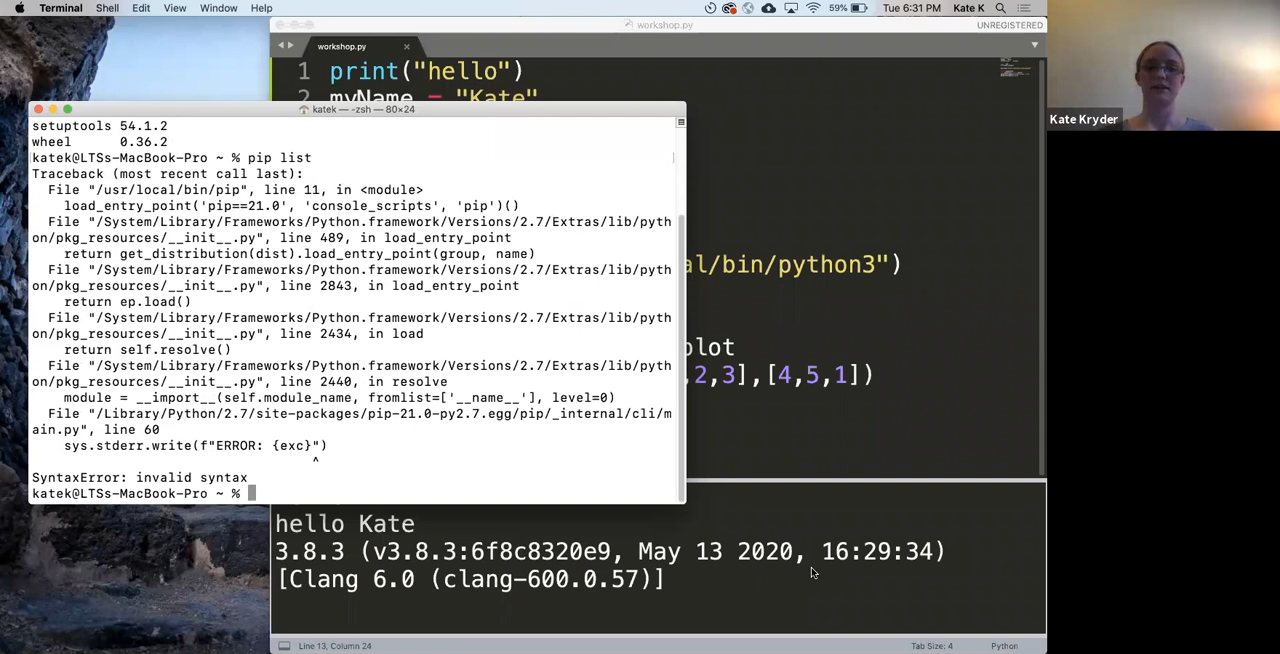 Terminal Shell Edit View Window Help 59% Tue 6:31 PM Kate K
workshop.py UNREGISTERED
workshop.py
1 print("hello")
2 myName = "Kate"
katek — -zsh — 80×24
setuptools 54.1.2
wheel 0.36.2
katek@LTSs-MacBook-Pro ~ % pip list
Traceback (most recent call last):
File "/usr/local/bin/pip", line 11, in <module>
load_entry_point('pip==21.0', 'console_scripts', 'pip')()
File "/System/Library/Frameworks/Python.framework/Versions/2.7/Extras/lib/pyth
on/pkg_resources/__init__.py", line 489, in load_entry_point
return get_distribution(dist).load_entry_point(group, name)
File "/System/Library/Frameworks/Python.framework/Versions/2.7/Extras/lib/pyth
on/pkg_resources/__init__.py", line 2843, in load_entry_point
return ep.load()
File "/System/Library/Frameworks/Python.framework/Versions/2.7/Extras/lib/pyth
on/pkg_resources/__init__.py", line 2434, in load
return self.resolve()
File "/System/Library/Frameworks/Python.framework/Versions/2.7/Extras/lib/pyth
on/pkg_resources/__init__.py", line 2440, in resolve
module = __import__(self.module_name, fromlist=['__name__'], level=0)
File "/Library/Python/2.7/site-packages/pip-21.0-py2.7.egg/pip/_internal/cli/m
ain.py", line 60
sys.stderr.write(f"ERROR: {exc}")
^
SyntaxError: invalid syntax
katek@LTSs-MacBook-Pro ~ %
al/bin/python3")
plot
,2,3],[4,5,1])
hello Kate
3.8.3 (v3.8.3:6f8c8320e9, May 13 2020, 16:29:34)
[Clang 6.0 (clang-600.0.57)]
Line 13, Column 24 Tab Size: 4 Python
Kate Kryder